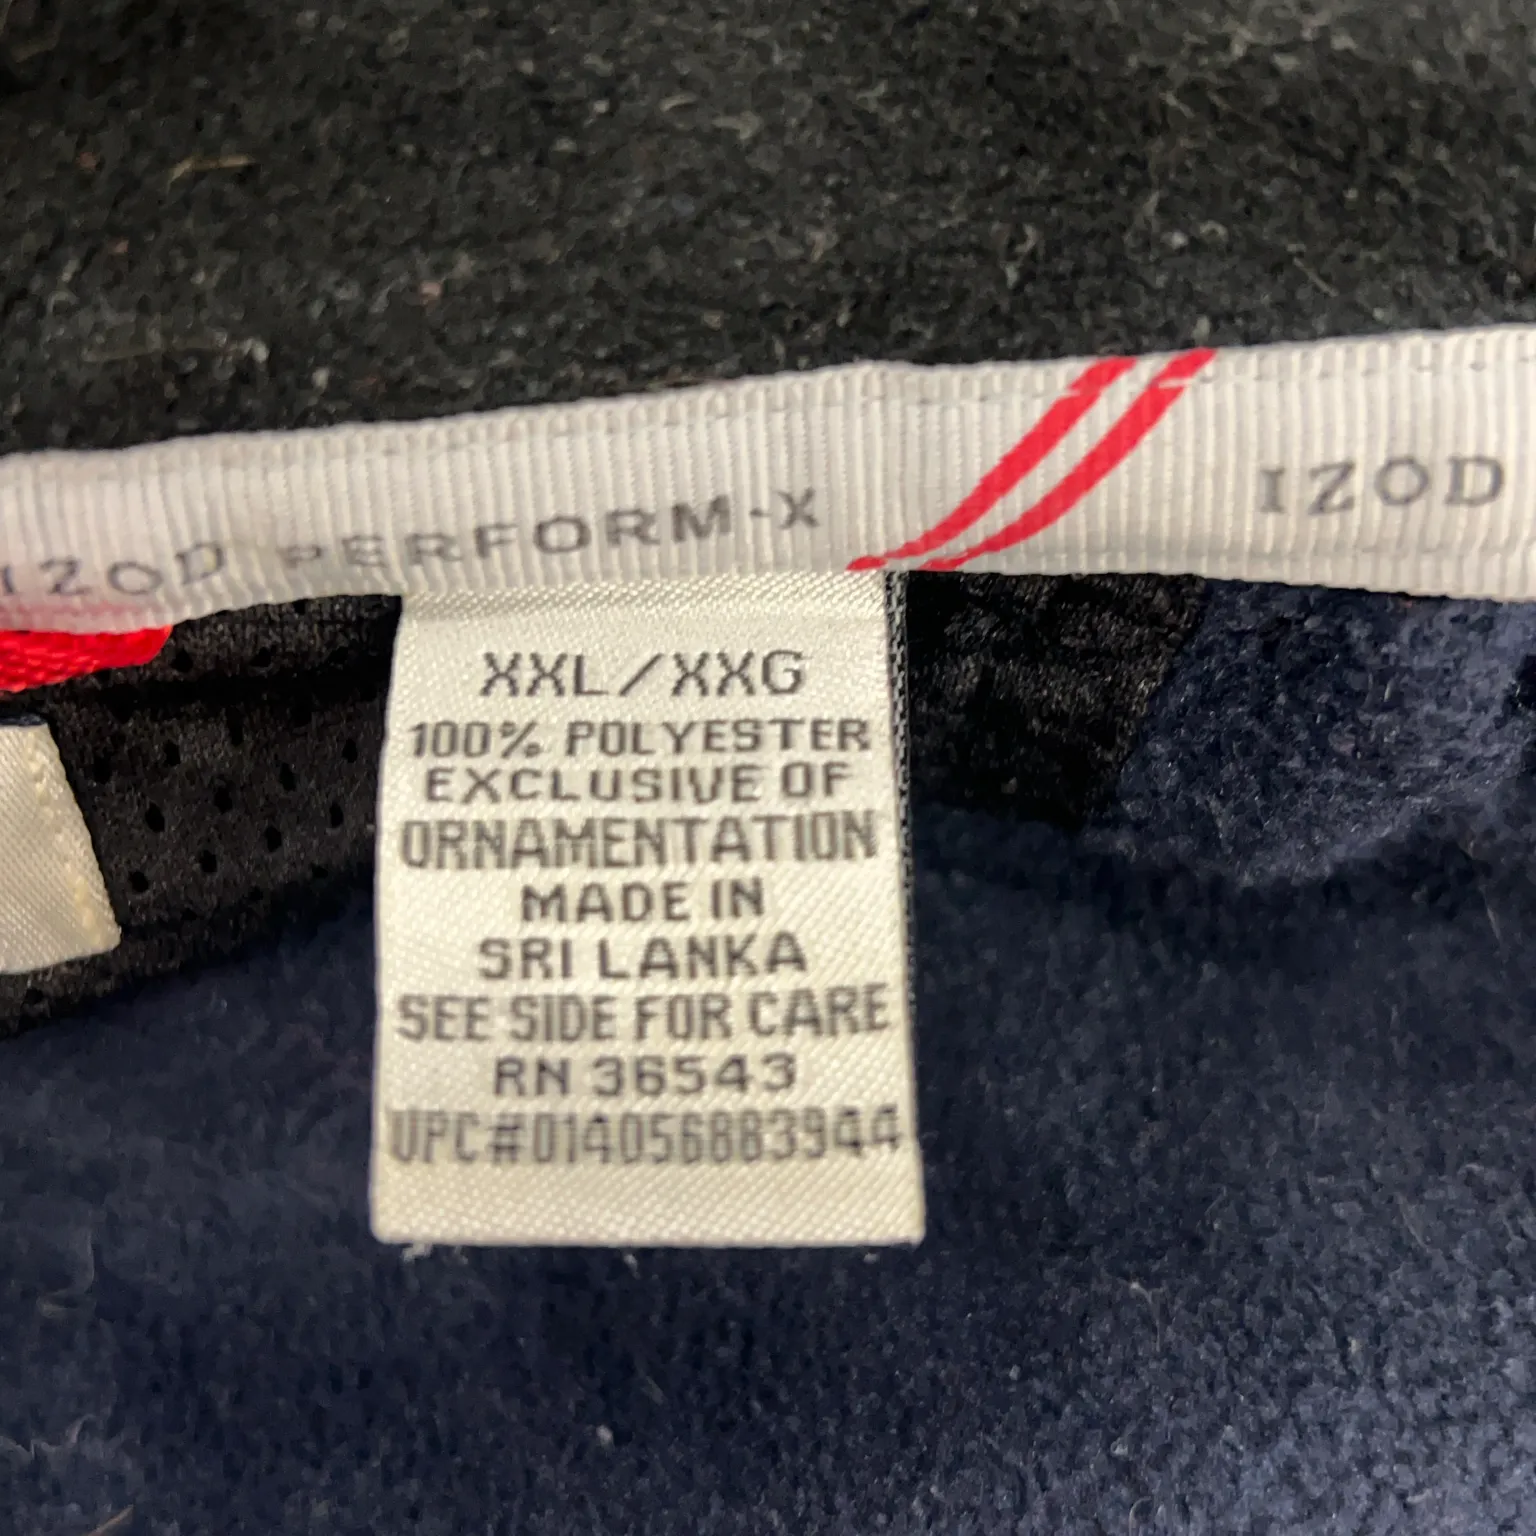 IZOD PERFORM-X IZOD
XXL/XXG
100% POLYESTER
EXCLUSIVE OF
ORNAMENTATION
MADE IN
SRI LANKA
SEE SIDE FOR CARE
RN 36543
UPC#014056883944